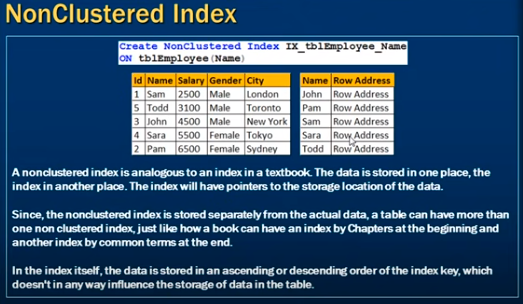 NonClustered Index
Create NonClustered Index IX_tblEmployee_Name
ON tblEmployee(Name)
Id Name Salary Gender City
1 Sam 2500 Male London
5 Todd 3100 Male Toronto
3 John 4500 Male New York
4 Sara 5500 Female Tokyo
2 Pam 6500 Female Sydney
Name Row Address
John Row Address
Pam Row Address
Sam Row Address
Sara Row Address
Todd Row Address
A nonclustered index is analogous to an index in a textbook. The data is stored in one place, the
index in another place. The index will have pointers to the storage location of the data.
Since, the nonclustered index is stored separately from the actual data, a table can have more than
one non clustered index, just like how a book can have an index by Chapters at the beginning and
another index by common terms at the end.
In the index itself, the data is stored in an ascending or descending order of the index key, which
doesn't in any way influence the storage of data in the table.